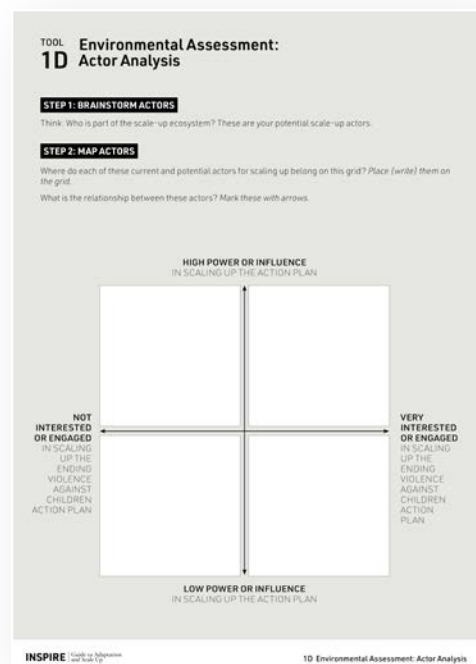 TOOL
1D
Environmental Assessment:
Actor Analysis
STEP 1: BRAINSTORM ACTORS
Think: Who is part of the scale-up ecosystem? These are your potential scale-up actors.
STEP 2: MAP ACTORS
Where do each of these current and potential actors for scaling up belong on this grid? Place (write) them on
the grid.
What is the relationship between these actors? Mark these with arrows.
HIGH POWER OR INFLUENCE
IN SCALING UP THE ACTION PLAN
NOT
INTERESTED
OR ENGAGED
IN SCALING
UP THE
ENDING
VIOLENCE
AGAINST
CHILDREN
ACTION PLAN
VERY
INTERESTED
OR ENGAGED
IN SCALING
UP THE
ENDING
VIOLENCE
AGAINST
CHILDREN
ACTION
PLAN
LOW POWER OR INFLUENCE
IN SCALING UP THE ACTION PLAN
INSPIRE
Guide to Adaptation
and Scale Up
1D Environmental Assessment: Actor Analysis